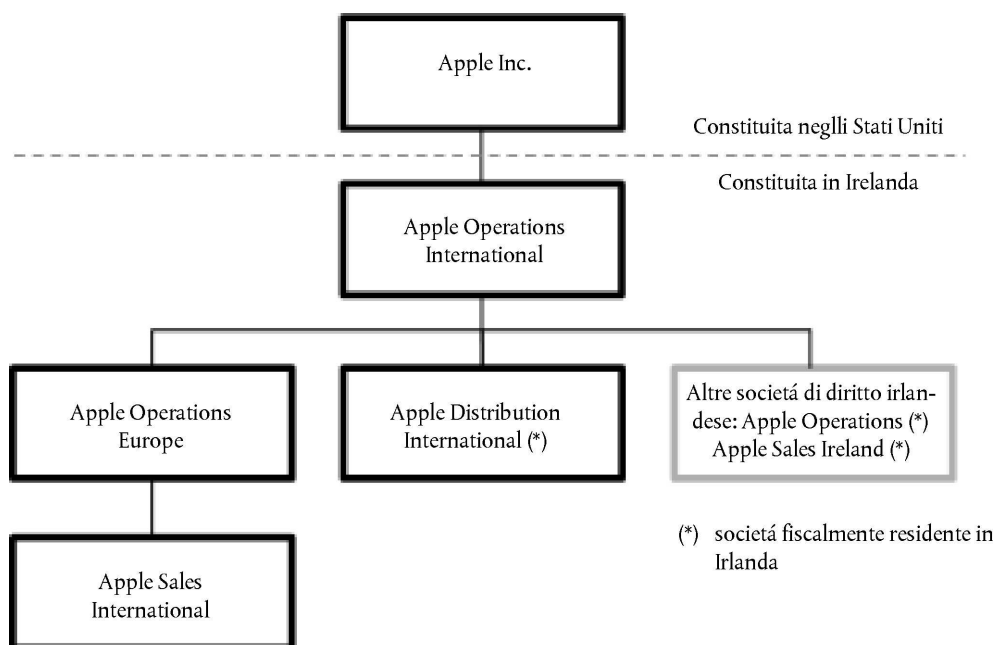 Apple Inc.
Constituita neglli Stati Uniti
Constituita in Irelanda
Apple Operations
International
Apple Operations
Europe
Apple Distribution
International (*)
Altre societá di diritto irlan-
dese: Apple Operations (*)
Apple Sales Ireland (*)
Apple Sales
International
(*) societá fiscalmente residente in
Irlanda